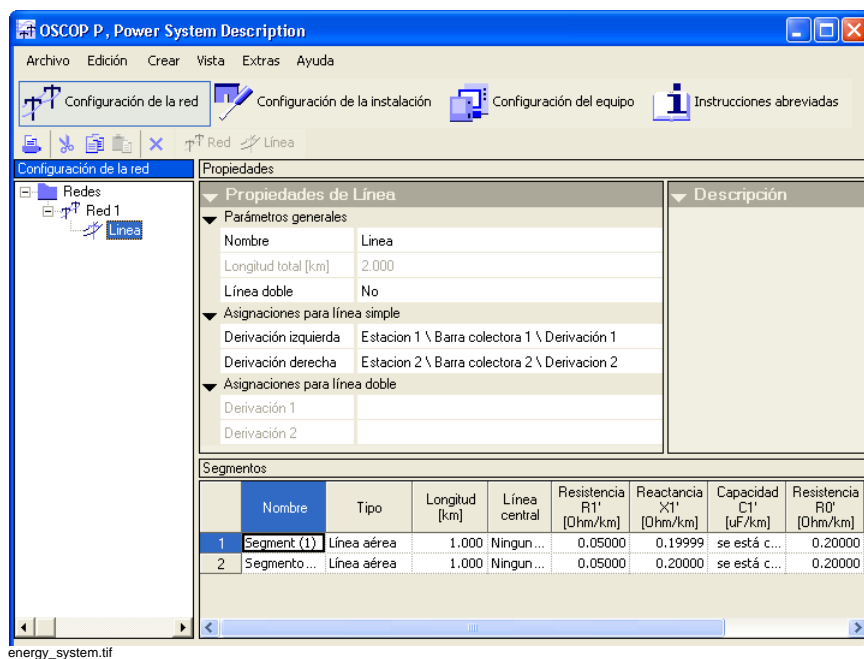 OSCOP P, Power System Description
Archivo Edición Crear Vista Extras Ayuda
Configuración de la red Configuración de la instalación Configuración del equipo Instrucciones abreviadas
Red Línea
Configuración de la red
Redes
Red 1
Linea
Propiedades
Propiedades de Línea
Parámetros generales
Nombre Linea
Longitud total [km] 2.000
Línea doble No
Asignaciones para línea simple
Derivación izquierda Estacion 1 \ Barra colectora 1 \ Derivación 1
Derivación derecha Estacion 2 \ Barra colectora 2 \ Derivacion 2
Asignaciones para línea doble
Derivación 1
Derivación 2
Descripción
Segmentos
Nombre Tipo Longitud [km] Línea central Resistencia R1' [Ohm/km] Reactancia X1' [Ohm/km] Capacidad C1' [uF/km] Resistencia R0' [Ohm/km]
1 Segment (1) Línea aérea 1.000 Ningun... 0.05000 0.19999 se está c... 0.20000
2 Segmento... Línea aérea 1.000 Ningun... 0.05000 0.20000 se está c... 0.20000
energy_system.tif